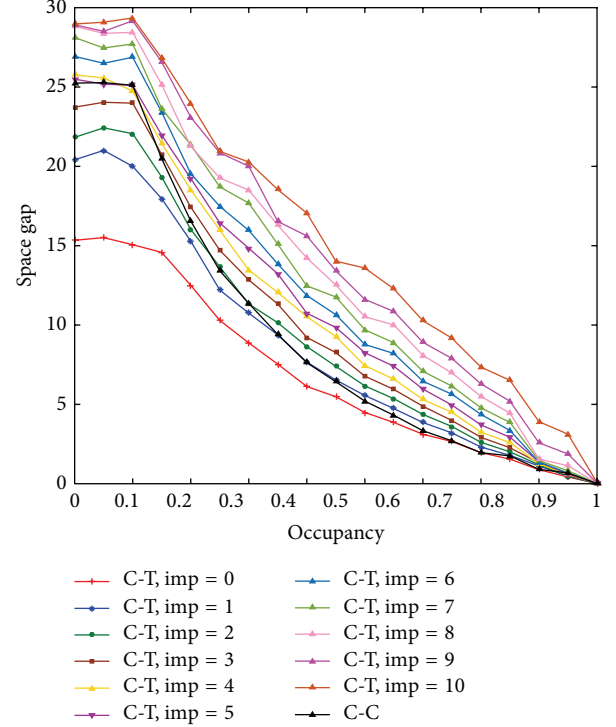 30
25
20
15
10
5
0
Space gap
0 0.1 0.2 0.3 0.4 0.5 0.6 0.7 0.8 0.9 1
Occupancy
C-T, imp = 0
C-T, imp = 1
C-T, imp = 2
C-T, imp = 3
C-T, imp = 4
C-T, imp = 5
C-T, imp = 6
C-T, imp = 7
C-T, imp = 8
C-T, imp = 9
C-T, imp = 10
C-C